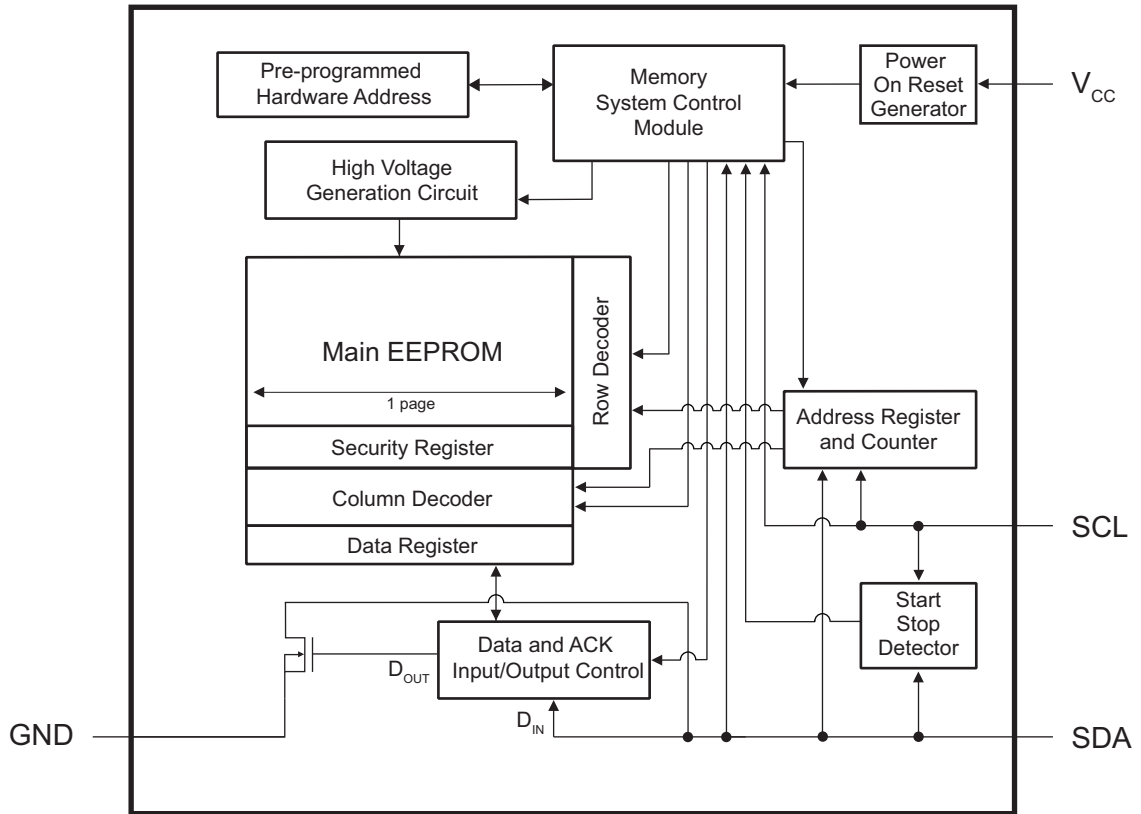 Pre-programmed
Hardware Address
Memory
System Control
Module
Power
On Reset
Generator
VCC
High Voltage
Generation Circuit
Main EEPROM
1 page
Row Decoder
Security Register
Column Decoder
Data Register
Address Register
and Counter
SCL
Start
Stop
Detector
Data and ACK
Input/Output Control
DOUT
DIN
GND
SDA